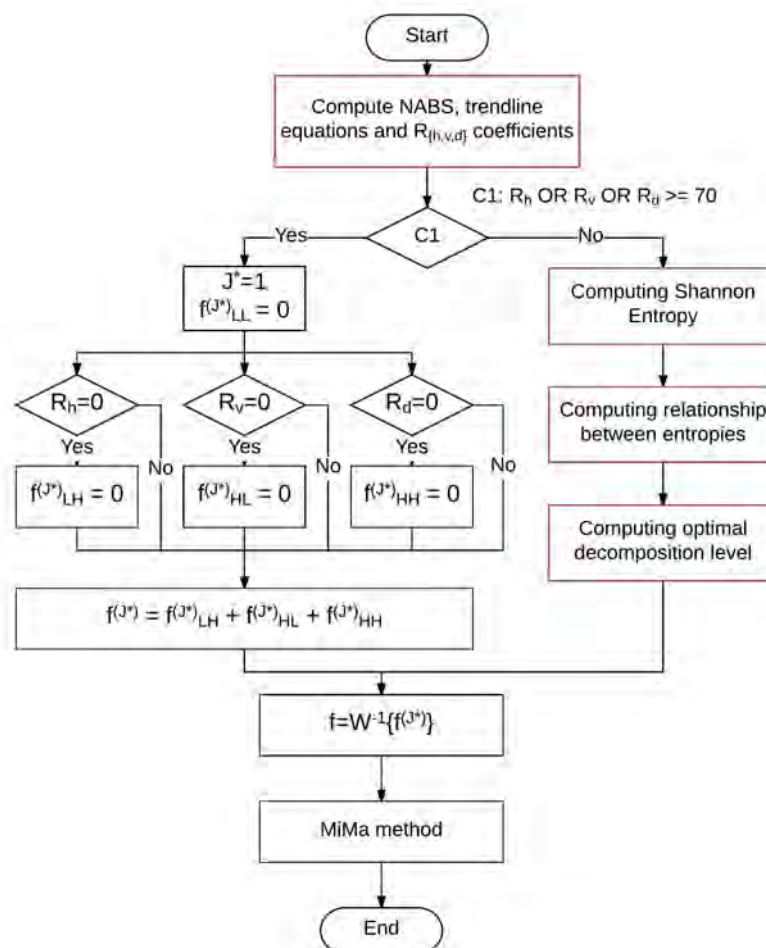 Start
Compute NABS, trendline
equations and R{h,v,d} coefficients
C1: Rh OR Rv OR Rd >= 70
Yes
C1
No
J*=1
f(J*)LL = 0
Computing Shannon
Entropy
Rh=0
Rv=0
Rd=0
Computing relationship
between entropies
Yes
No
Yes
No
Yes
No
f(J*)LH = 0
f(J*)HL = 0
f(J*)HH = 0
Computing optimal
decomposition level
f(J*) = f(J*)LH + f(J*)HL + f(J*)HH
f=W-1{f(J*)}
MiMa method
End